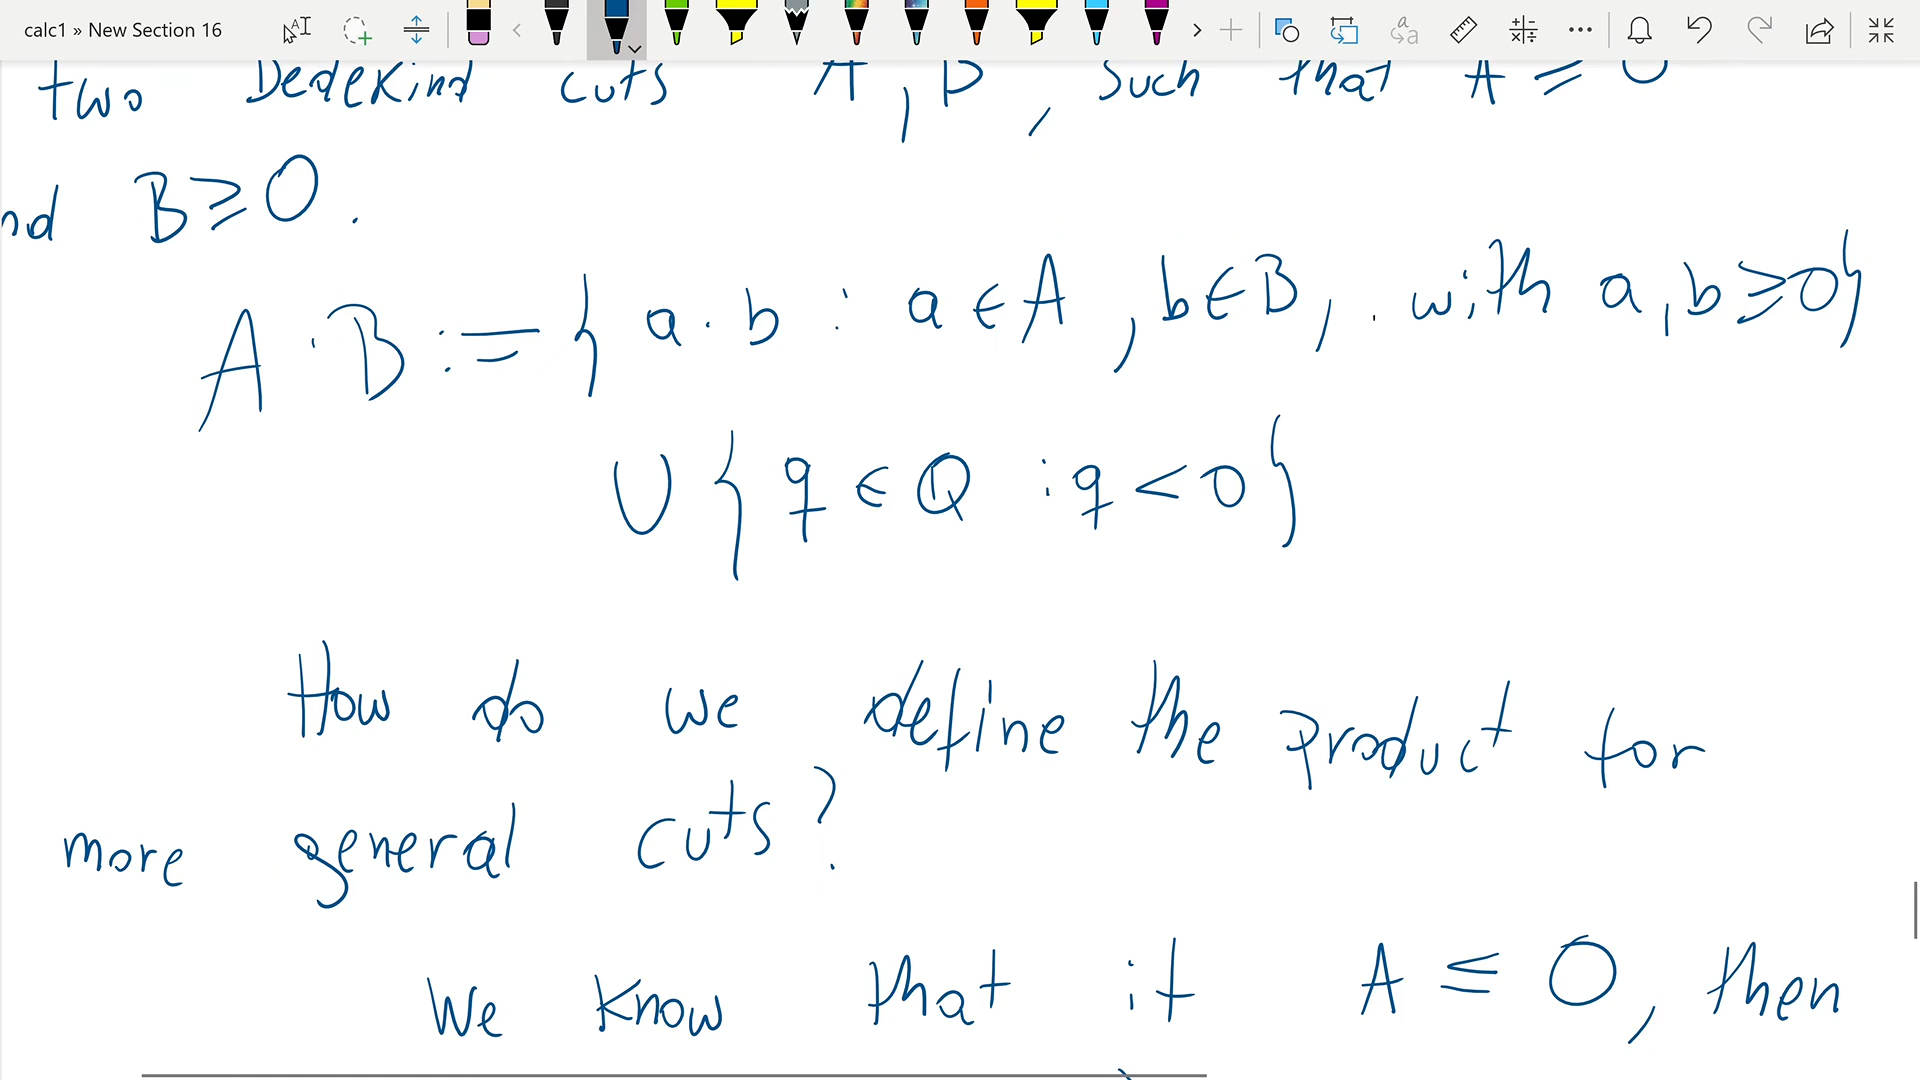 calc1 » New Section 16
two Dedekind cuts A, B, such that A ≥ 0
nd B ≥ 0.
A · B := { a · b : a ∈ A , b ∈ B, . with a, b ≥ 0 }
∪ { q ∈ Q : q < 0 }
How do we define the product for
more general cuts?
We know that if A ≤ 0, then